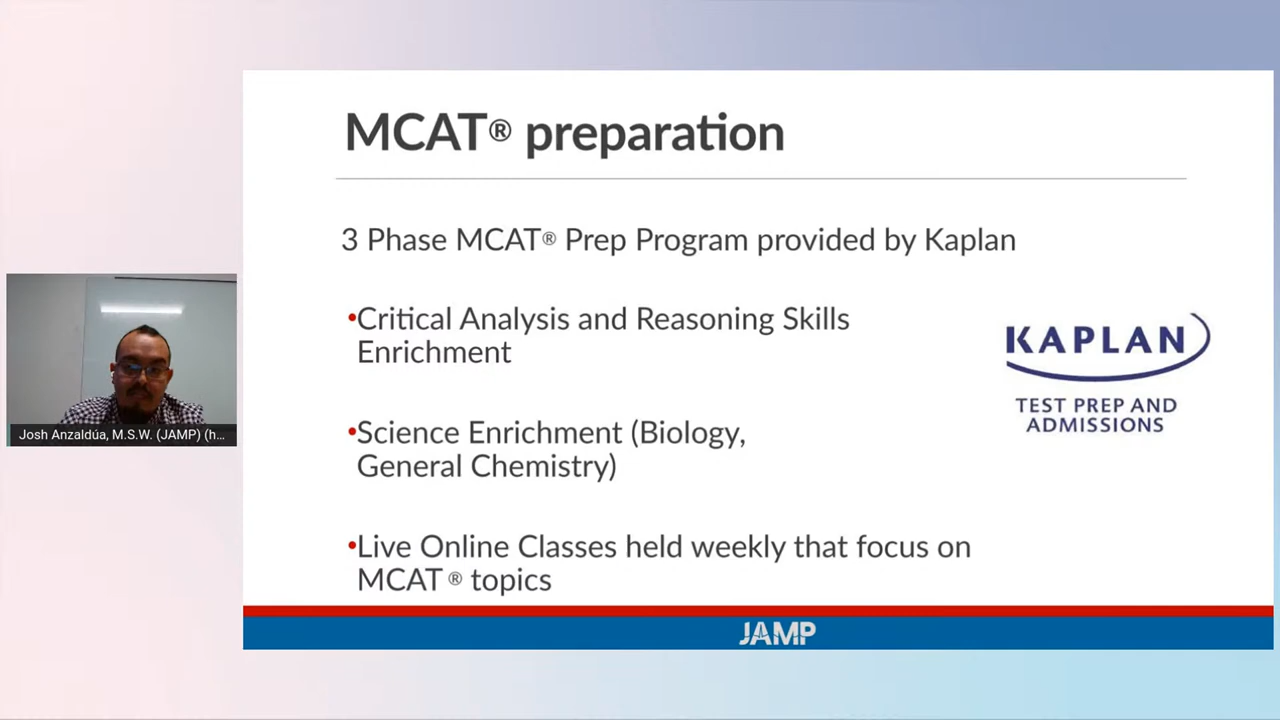 MCAT® preparation
3 Phase MCAT® Prep Program provided by Kaplan
•Critical Analysis and Reasoning Skills
Enrichment
•Science Enrichment (Biology,
General Chemistry)
•Live Online Classes held weekly that focus on
MCAT ® topics
KAPLAN
TEST PREP AND
ADMISSIONS
Josh Anzaldúa, M.S.W. (JAMP) (h...
JAMP